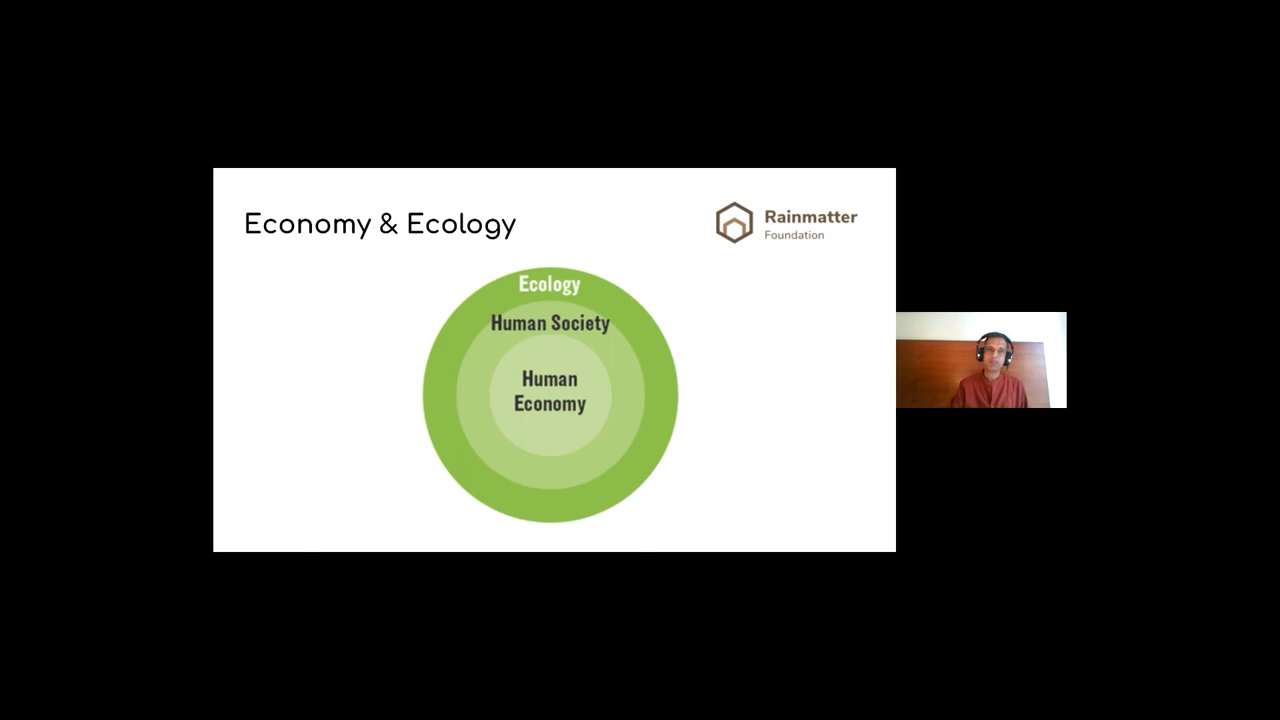 Economy & Ecology
Rainmatter
Foundation
Ecology
Human Society
Human
Economy